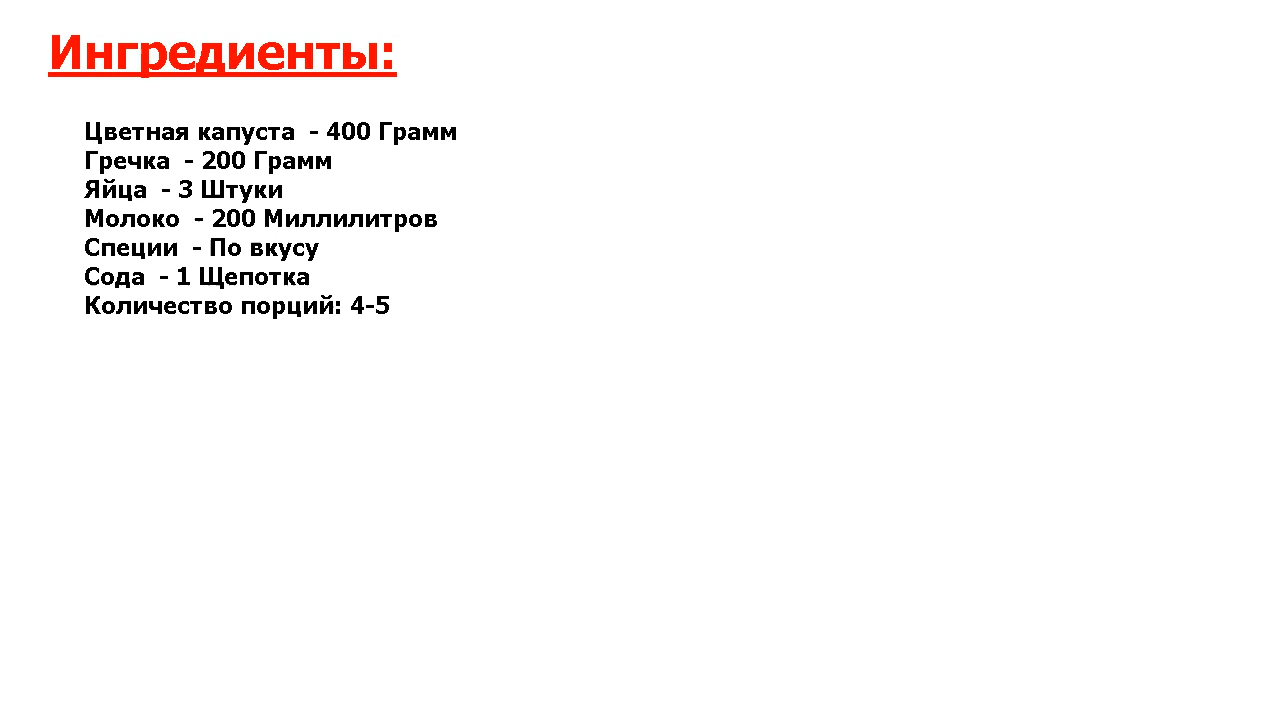 Ингредиенты:
Цветная капуста  - 400 Грамм
Гречка  - 200 Грамм
Яйца  - 3 Штуки
Молоко  - 200 Миллилитров
Специи  - По вкусу
Сода  - 1 Щепотка
Количество порций: 4-5